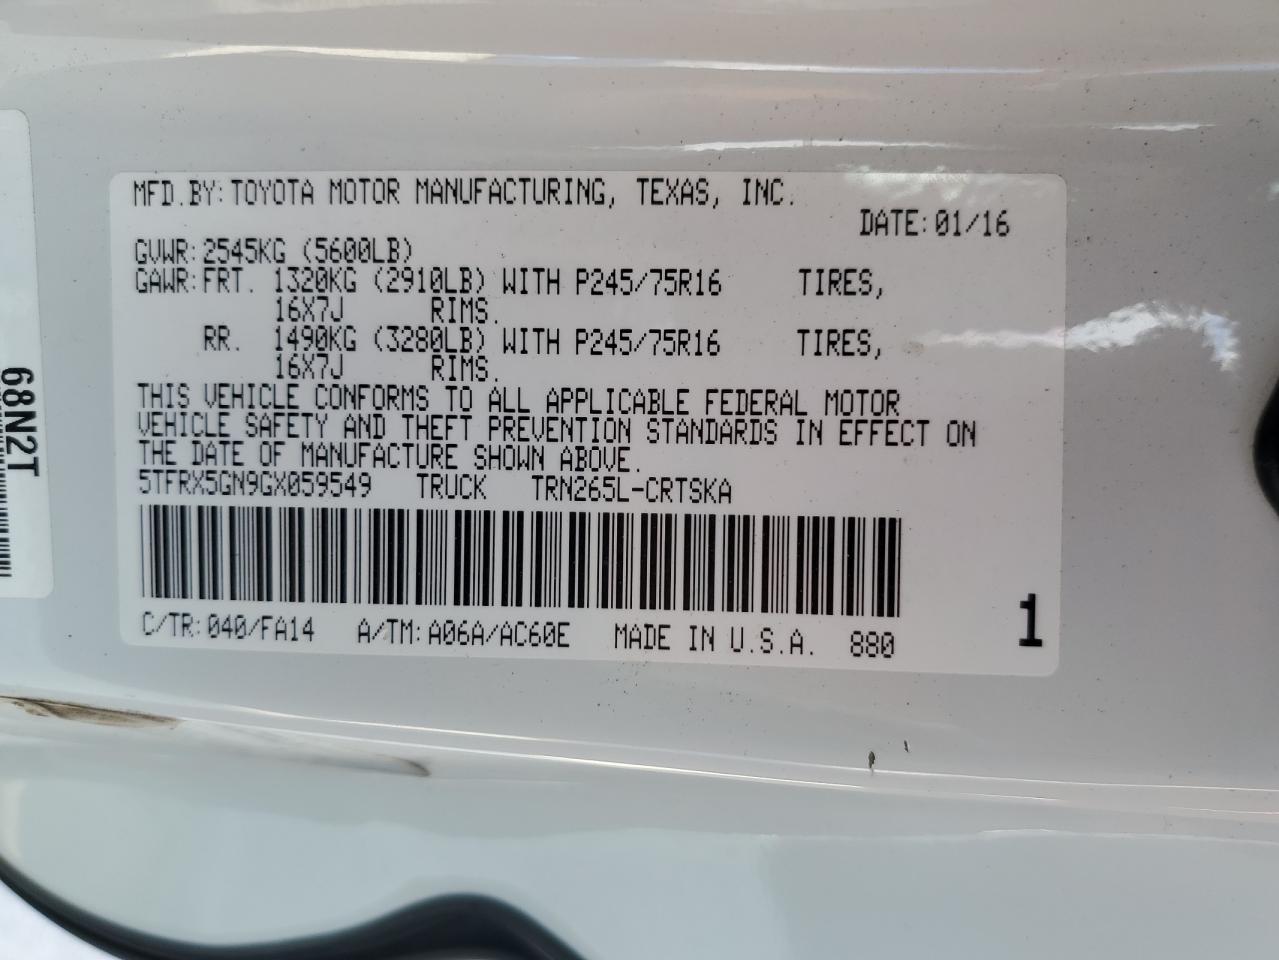 MFD.BY: TOYOTA MOTOR MANUFACTURING, TEXAS, INC.
DATE: 01/16
GVWR: 2545KG (5600LB)
GAWR: FRT. 1320KG (2910LB) WITH P245/75R16 TIRES,
16X7J RIMS.
RR. 1490KG (3280LB) WITH P245/75R16 TIRES,
16X7J RIMS.
THIS VEHICLE CONFORMS TO ALL APPLICABLE FEDERAL MOTOR
VEHICLE SAFETY AND THEFT PREVENTION STANDARDS IN EFFECT ON
THE DATE OF MANUFACTURE SHOWN ABOVE.
5TFRX5GN9GX059549 TRUCK TRN265L-CRTSKA
C/TR: 040/FA14 A/TM: A06A/AC60E MADE IN U.S.A. 880
1
68N2T